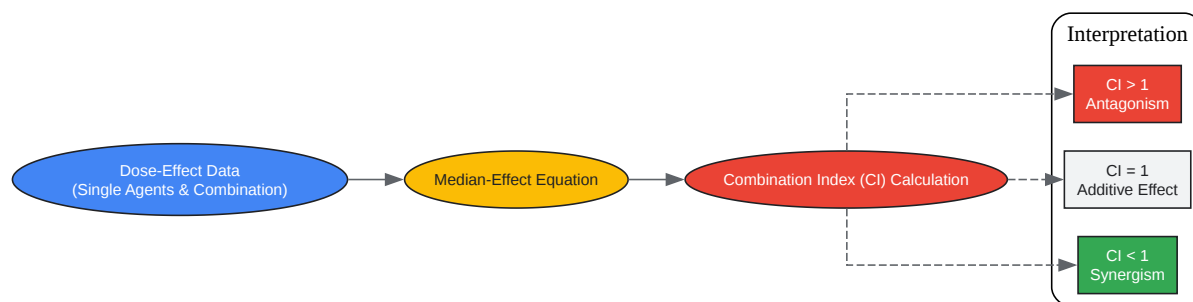 Dose-Effect Data
(Single Agents & Combination)
Median-Effect Equation
Combination Index (CI) Calculation
Interpretation
CI > 1
Antagonism
CI = 1
Additive Effect
CI < 1
Synergism